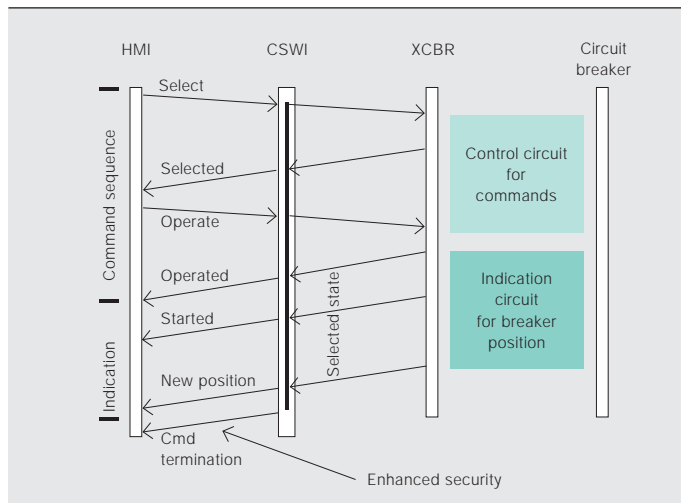 HMI
CSWI
XCBR
Circuit
breaker
Select
Selected
Operate
Operated
Started
New position
Cmd
termination
Command sequence
Indication
Selected state
Control circuit
for
commands
Indication
circuit
for breaker
position
Enhanced security